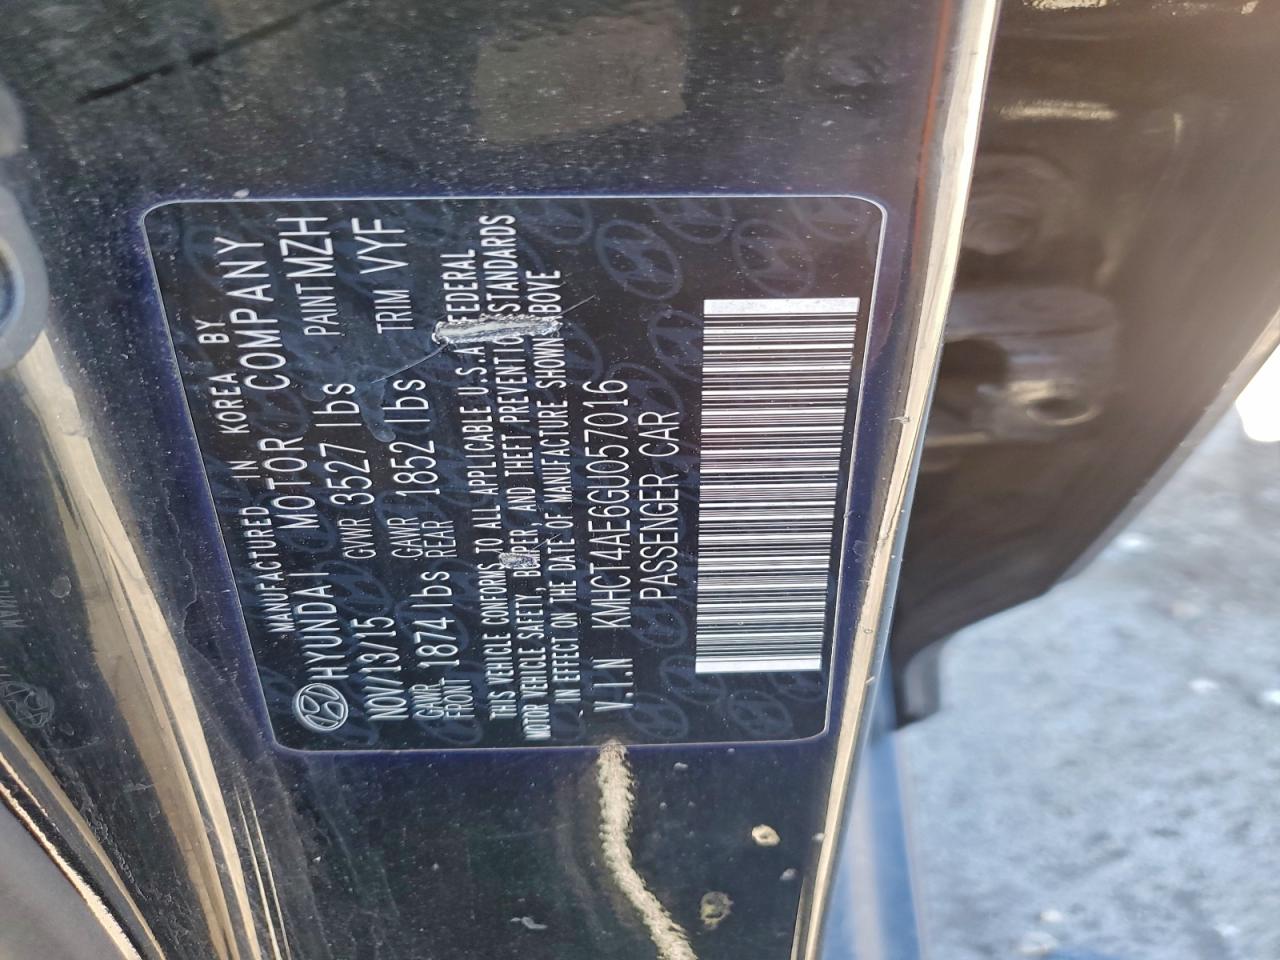 MANUFACTURED IN KOREA BY
HYUNDAI MOTOR COMPANY
NOV/13/15 GVWR 3527 lbs PAINT MZH
GAWR FRONT 1874 lbs GAWR REAR 1852 lbs TRIM VYF
THIS VEHICLE CONFORMS TO ALL APPLICABLE U.S.A FEDERAL
MOTOR VEHICLE SAFETY, BUMPER, AND THEFT PREVENTION STANDARDS
IN EFFECT ON THE DATE OF MANUFACTURE SHOWN ABOVE
V.I.N KMHCT4AE6GU057016
PASSENGER CAR